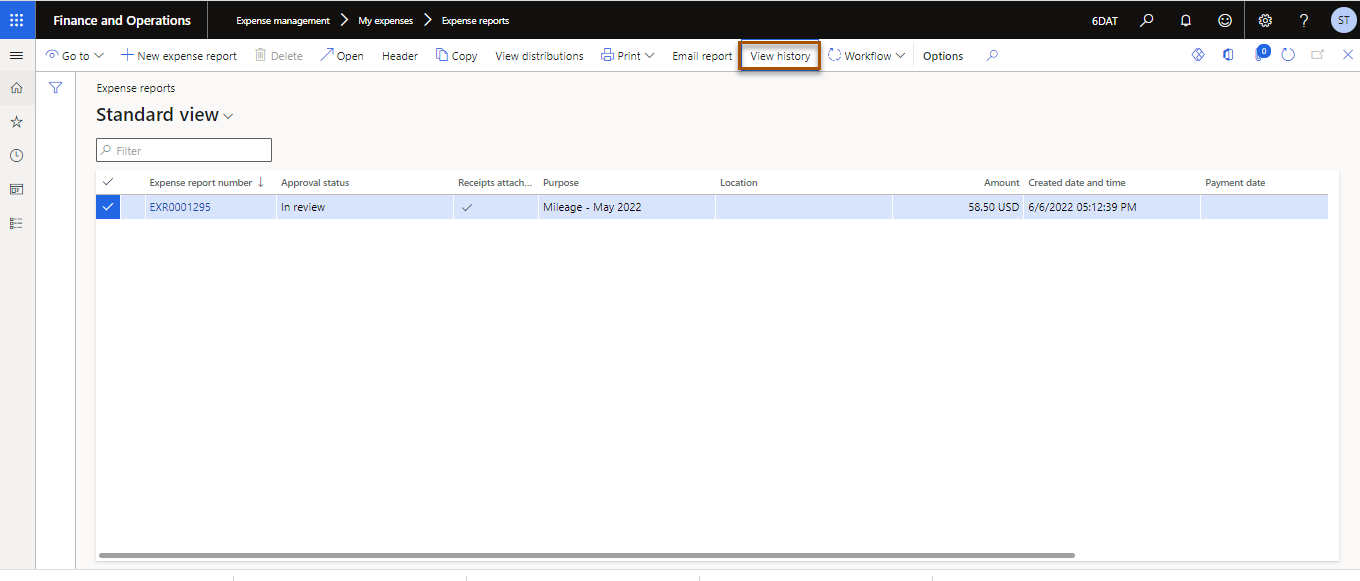 Finance and Operations Expense management My expenses Expense reports 6DAT ? ST
Go to New expense report Delete Open Header Copy View distributions Print Email report View history Workflow Options 0
Expense reports
Standard view
Filter
Expense report number Approval status Receipts attach... Purpose Location Amount Created date and time Payment date
EXR0001295 In review Mileage - May 2022 58.50 USD 6/6/2022 05:12:39 PM